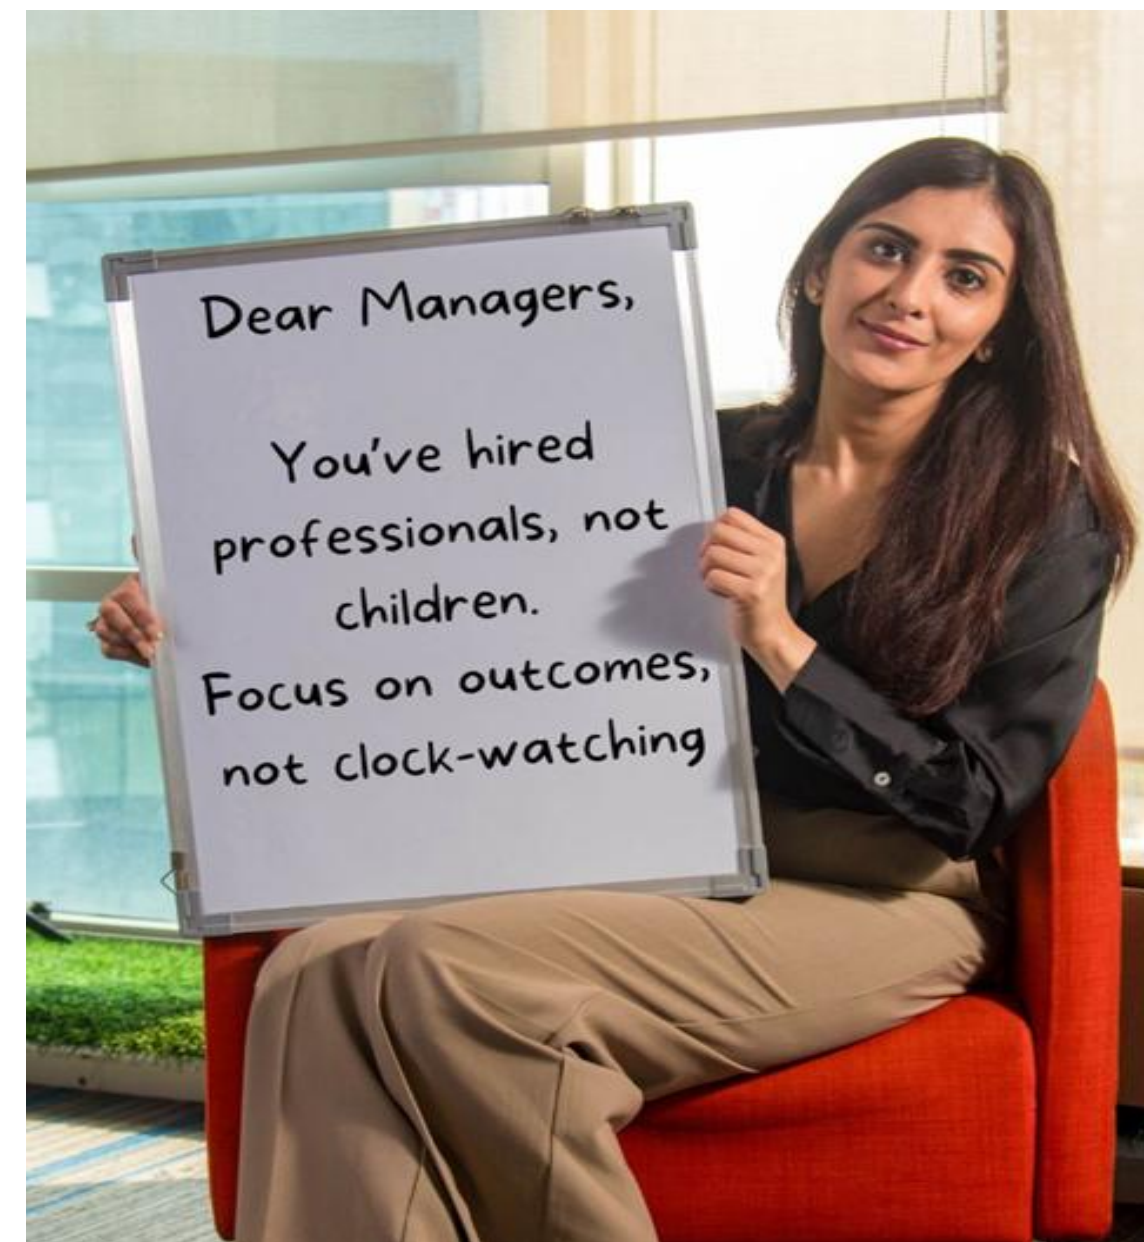 Dear Managers,
You've hired
professionals, not
children.
Focus on outcomes,
not clock-watching